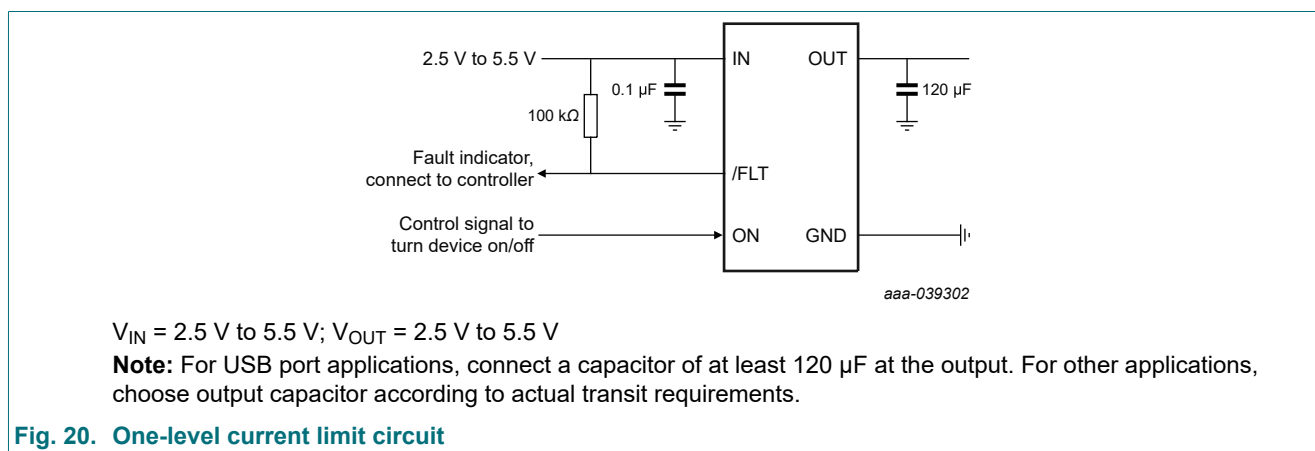 2.5 V to 5.5 V
IN
OUT
0.1 µF
120 µF
100 kΩ
Fault indicator,
connect to controller
/FLT
Control signal to
turn device on/off
ON
GND
aaa-039302
V_IN = 2.5 V to 5.5 V; V_OUT = 2.5 V to 5.5 V
Note: For USB port applications, connect a capacitor of at least 120 µF at the output. For other applications,
choose output capacitor according to actual transit requirements.
Fig. 20. One-level current limit circuit